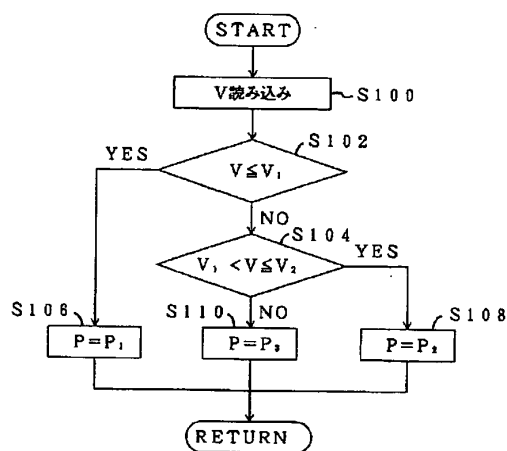 START
V読み込み
S100
S102
YES
V≦V₁
NO
S104
YES
V₁<V≦V₂
S106
S110
NO
S108
P=P₁
P=P₃
P=P₂
RETURN